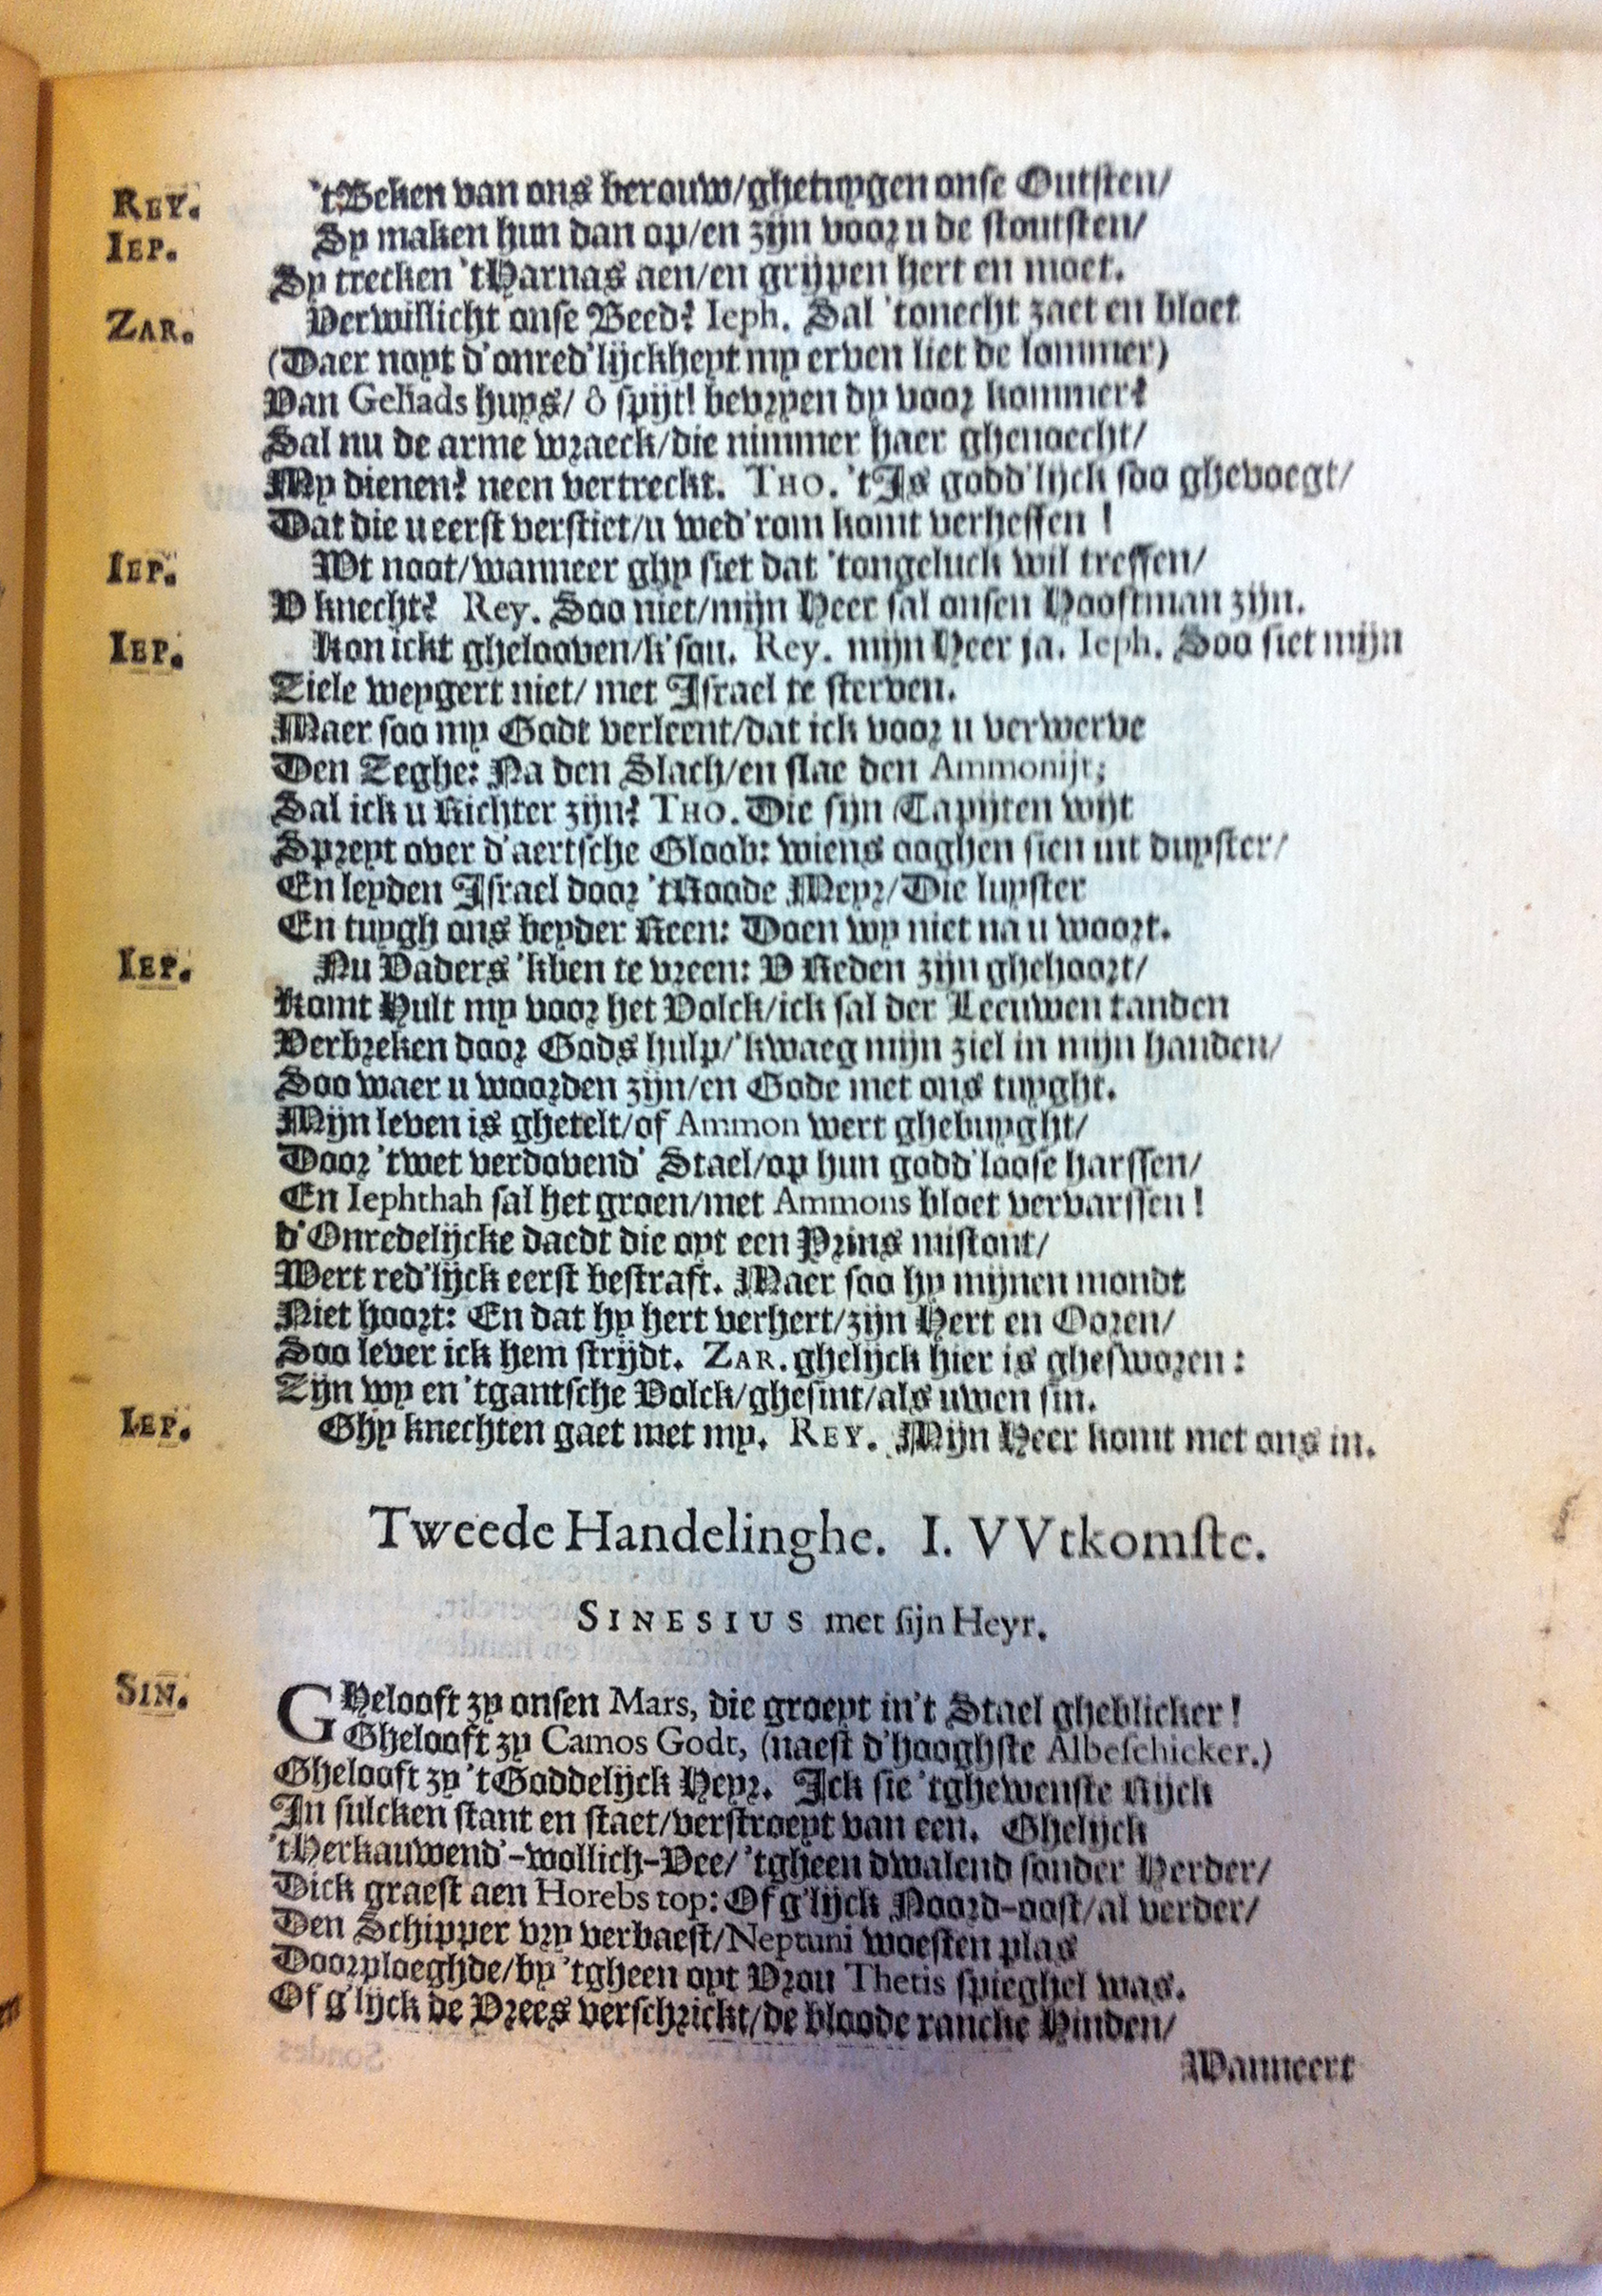 REY. 'tBeken van ons berouw/ghetuygen onse Outsten/
IEP. Sy maken hun dan op/en zijn voor u de stoutsten/
Sy trecken 'tHarnas aen/en grijpen hert en moet.
ZAR. Verwillicht onse Beed? Ieph. Sal 'tonecht zaet en bloet
(Daer noyt d'onred'lijckheyt my erven liet de lommer)
Van Geliads huys/ ô spijt! bevryen dy voor kommer?
Sal nu de arme wraeck/die nimmer haer ghenoecht/
My dienen? neen vertreckt. THO. 'tIs godd'lijck soo ghevoegt/
Dat die u eerst verstiet/u wed'rom komt verheffen !
IEP. Wt noot/wanneer ghy siet dat 'tongeluck wil treffen/
V knecht? Rey. Soo niet/mijn Heer sal onsen Hooftman zijn.
IEP. Kon ickt ghelooven/k'sou. Rey. mijn Heer ja. Ieph. Soo siet mijn
Ziele weygert niet/ met Israel te sterven.
Maer soo my Godt verleent/dat ick voor u verwerve
Den Zeghe: Na den Slach/en slae den Ammonijt;
Sal ick u Richter zijn? THO. Die sijn Tapijten wijt
Spreyt over d'aertsche Gloob: wiens ooghen sien uit duyster/
En leyden Israel door 'tRoode Meyr/Die luyster
En tuygh ons beyder Reen: Doen wy niet na u woort.
IEP. Nu Vaders 'kben te vreen: V Reden zijn ghehoort/
Komt Hult my voor het Volck/ick sal der Leeuwen tanden
Verbreken door Gods hulp/'kwaeg mijn ziel in mijn handen/
Soo waer u woorden zijn/en Gode met ons tuyght.
Mijn leven is ghetelt/of Ammon wert ghebuyght/
Door 'twet verdovend' Stael/op hun godd'loose harssen/
En Iephthah sal het groen/met Ammons bloet vervarssen !
d'Onredelijcke daedt die oyt een Prins mistont/
Wert red'lijck eerst bestraft. Maer soo hy mijnen mondt
Niet hoort: En dat hy hert verhert/zijn Hert en Ooren/
Soo lever ick hem strijdt. ZAR. ghelijck hier is ghesworen :
Zijn wy en 'tgantsche Volck/ghesint/als uwen sin.
IEP. Ghy knechten gaet met my. REY. Mijn Heer komt met ons in.
Tweede Handelinghe. I. VVtkomste.
SINESIUS met sijn Heyr.
SIN. GHelooft zy onsen Mars, die groeyt in't Stael gheblicker !
Ghelooft zy Camos Godt, (naest d'hooghste Albeschicker.)
Ghelooft zy 't Goddelijck Heyr. Ick sie 'tghewenste Rijck
In sulcken stant en staet/verstroeyt van een. Ghelijck
'tHerkauwend'-wollich-Vee/ 'tgheen dwalend sonder Herder/
Dick graest aen Horebs top: Of g'lijck Noord-oost/al verder/
Den Schipper vry verbaest/Neptuni woesten plas
Doorploeghde/by 'tgheen oyt Vrou Thetis spieghel was.
Of g'lijck de Vrees verschrickt/de bloode rancke Hinden/
Wanneert